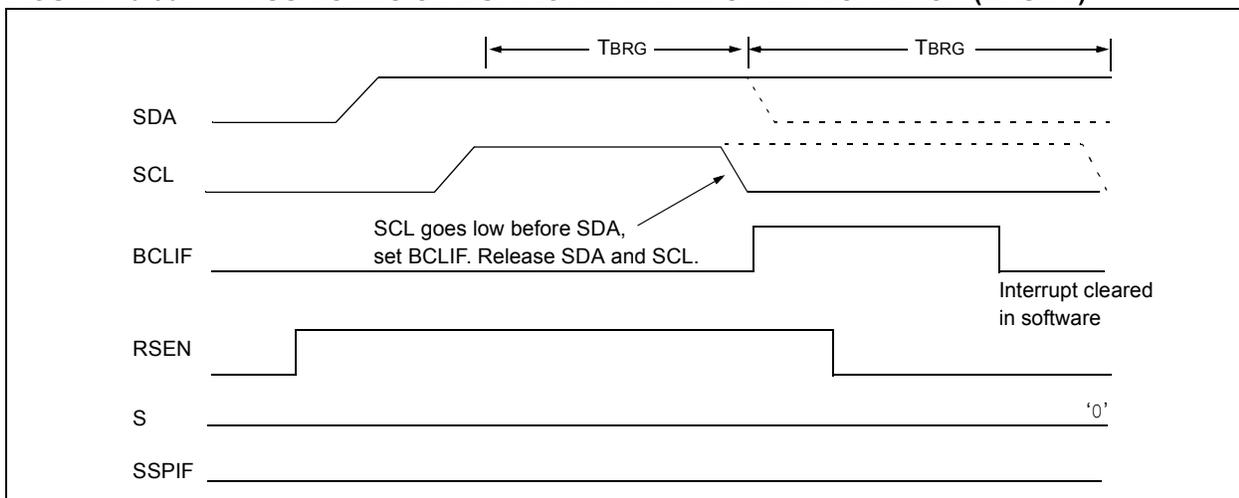 TBRG TBRG
SDA
SCL
SCL goes low before SDA,
set BCLIF. Release SDA and SCL.
BCLIF
Interrupt cleared
in software
RSEN
S ‘0’
SSPIF